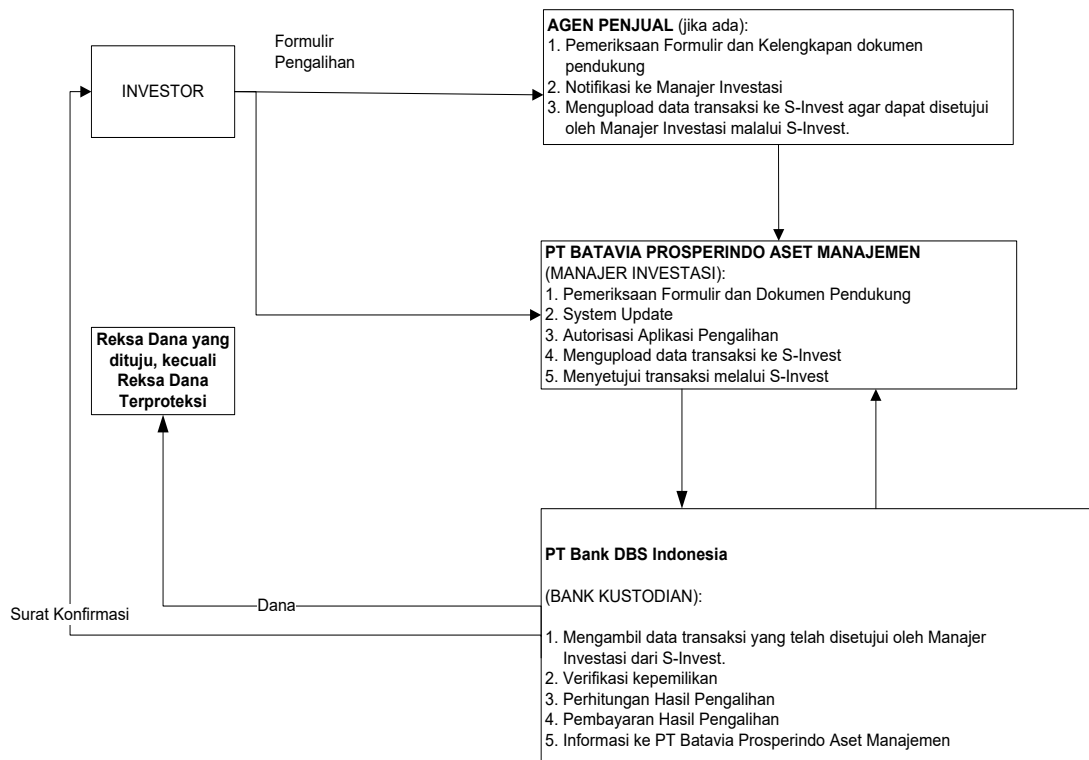 Formulir
Pengalihan
INVESTOR
AGEN PENJUAL (jika ada):
1. Pemeriksaan Formulir dan Kelengkapan dokumen
pendukung
2. Notifikasi ke Manajer Investasi
3. Mengupload data transaksi ke S-Invest agar dapat disetujui
oleh Manajer Investasi malalui S-Invest.
PT BATAVIA PROSPERINDO ASET MANAJEMEN
(MANAJER INVESTASI):
1. Pemeriksaan Formulir dan Dokumen Pendukung
2. System Update
3. Autorisasi Aplikasi Pengalihan
4. Mengupload data transaksi ke S-Invest
5. Menyetujui transaksi melalui S-Invest
Reksa Dana yang
dituju, kecuali
Reksa Dana
Terproteksi
PT Bank DBS Indonesia
(BANK KUSTODIAN):
1. Mengambil data transaksi yang telah disetujui oleh Manajer
Investasi dari S-Invest.
2. Verifikasi kepemilikan
3. Perhitungan Hasil Pengalihan
4. Pembayaran Hasil Pengalihan
5. Informasi ke PT Batavia Prosperindo Aset Manajemen
Dana
Surat Konfirmasi